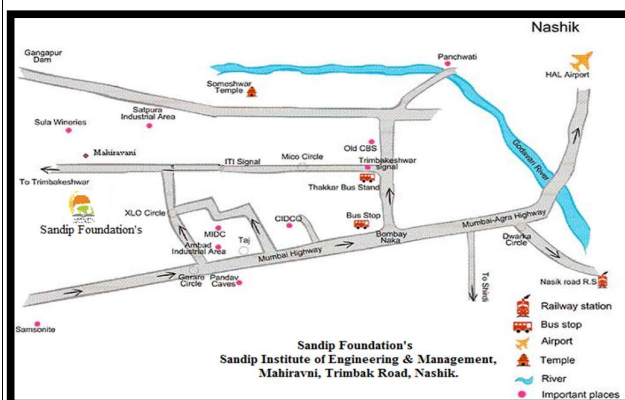 Nashik
Gangapur
Dam
Panchwati
HAL Airport
Someshwar
Temple
Satpura
Industrial Area
Sula Wineries
Old CBS
Godavari River
Mahiravani
ITI Signal
Mico Circle
Trimbakeshwar
signal
To Trimbakeshwar
Thakkar Bus Stand
Sandip Foundation's
XLO Circle
MIDC
CIDCO
Bus Stop
Mumbai-Agra Highway
Ambad
Industrial Area
Taj
Bombay
Naka
Mumbai Highway
Dwarka
Circle
Garare
Circle
Pandav
Caves
To Shirdi
Nasik road R.S
Samsonite
Railway station
Bus stop
Airport
Temple
River
Important places
Sandip Foundation's
Sandip Institute of Engineering & Management,
Mahiravni, Trimbak Road, Nashik.